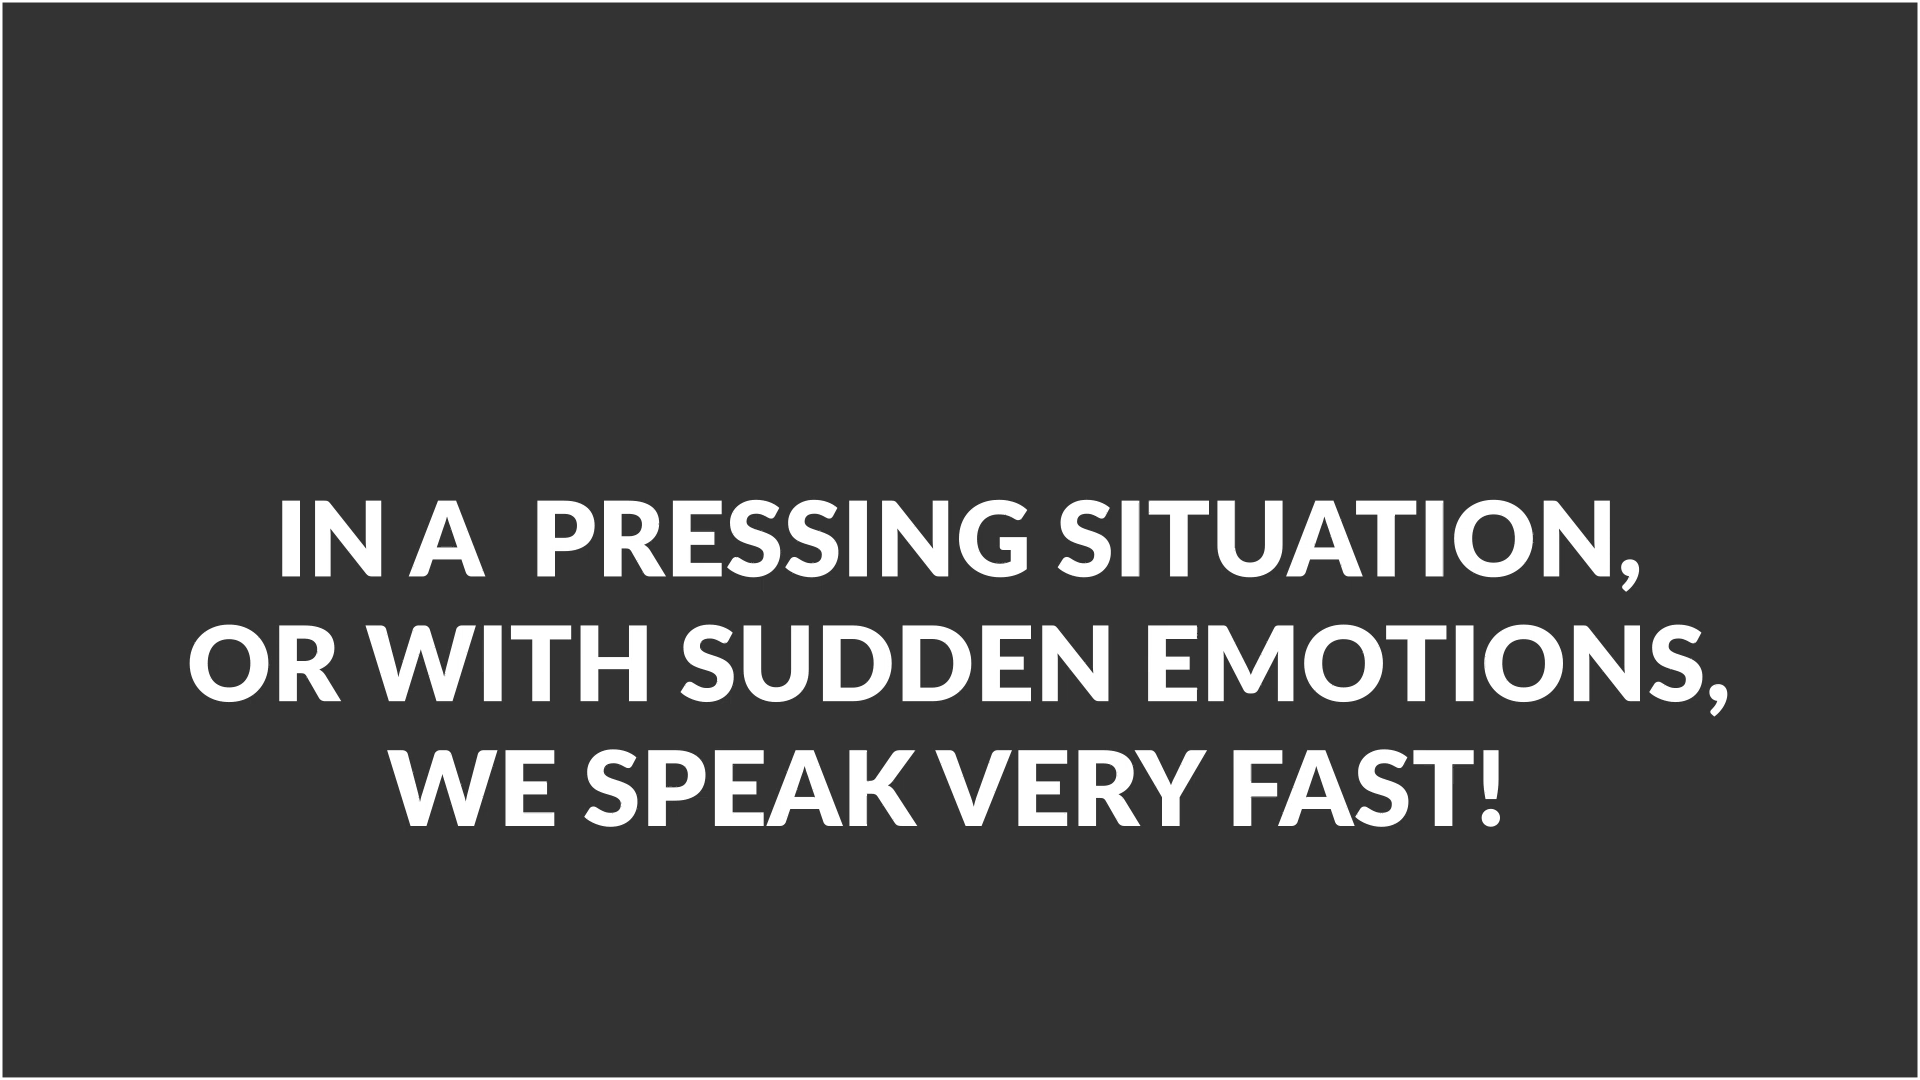 IN A  PRESSING SITUATION,
OR WITH SUDDEN EMOTIONS,
WE SPEAK VERY FAST!